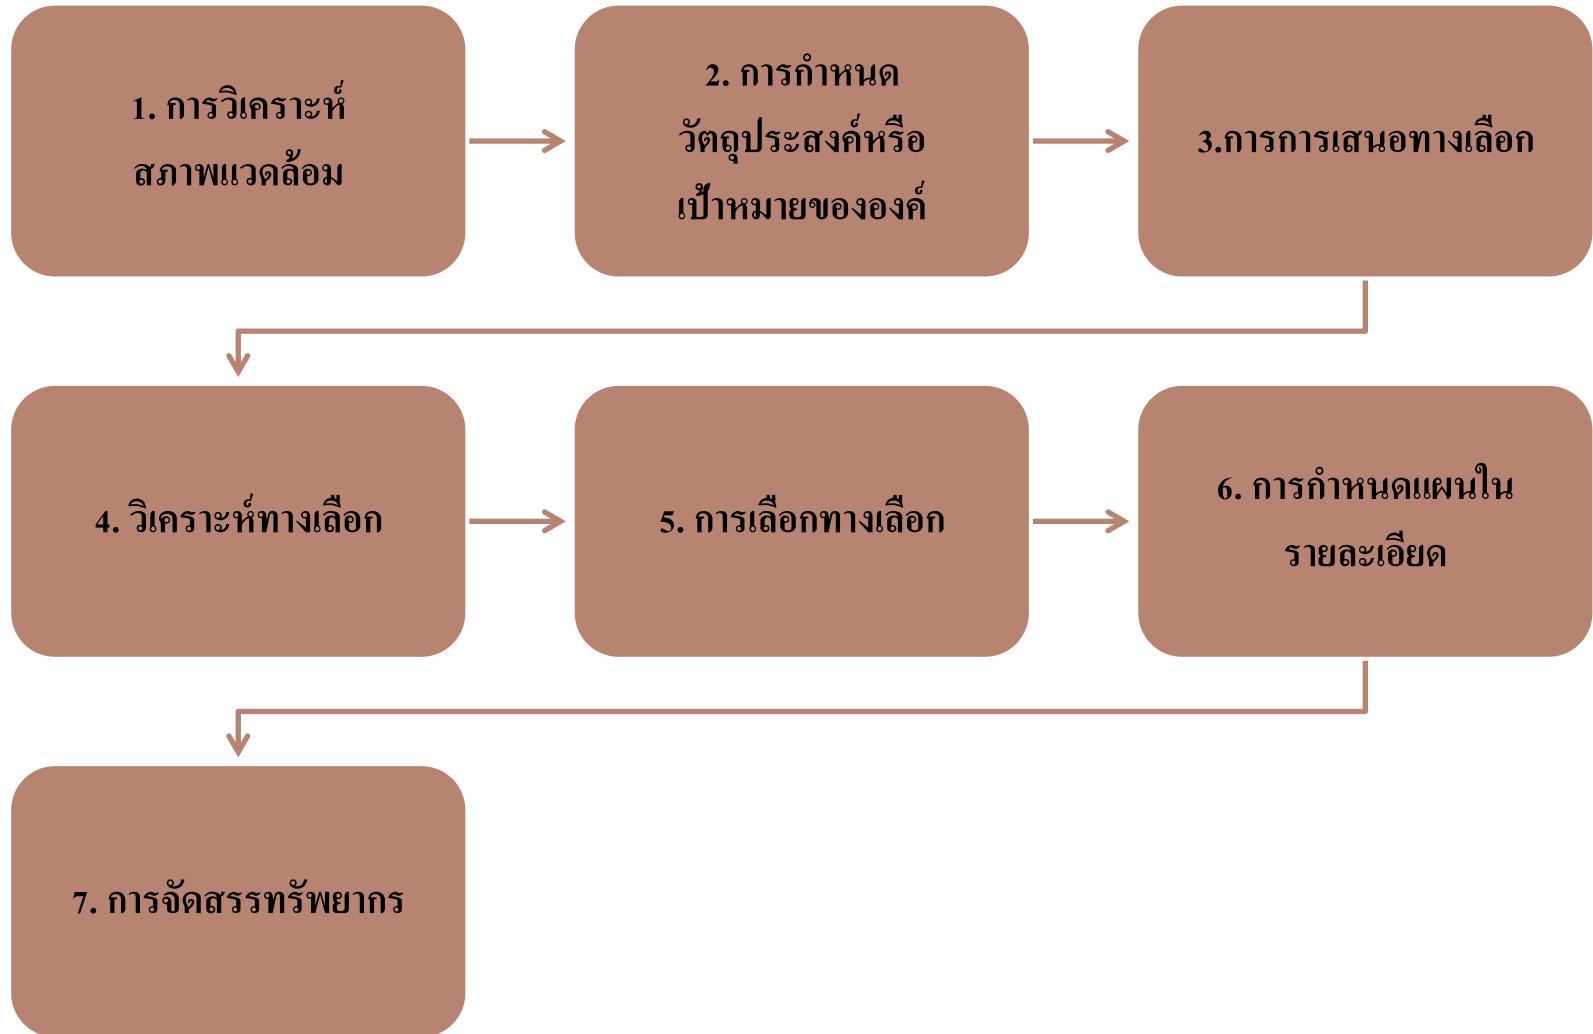 1. การวิเคราะห์
สภาพแวดล้อม
2. การกำหนด
วัตถุประสงค์หรือ
เป้าหมายขององค์
3.การการเสนอทางเลือก
4. วิเคราะห์ทางเลือก
5. การเลือกทางเลือก
6. การกำหนดแผนใน
รายละเอียด
7. การจัดสรรทรัพยากร